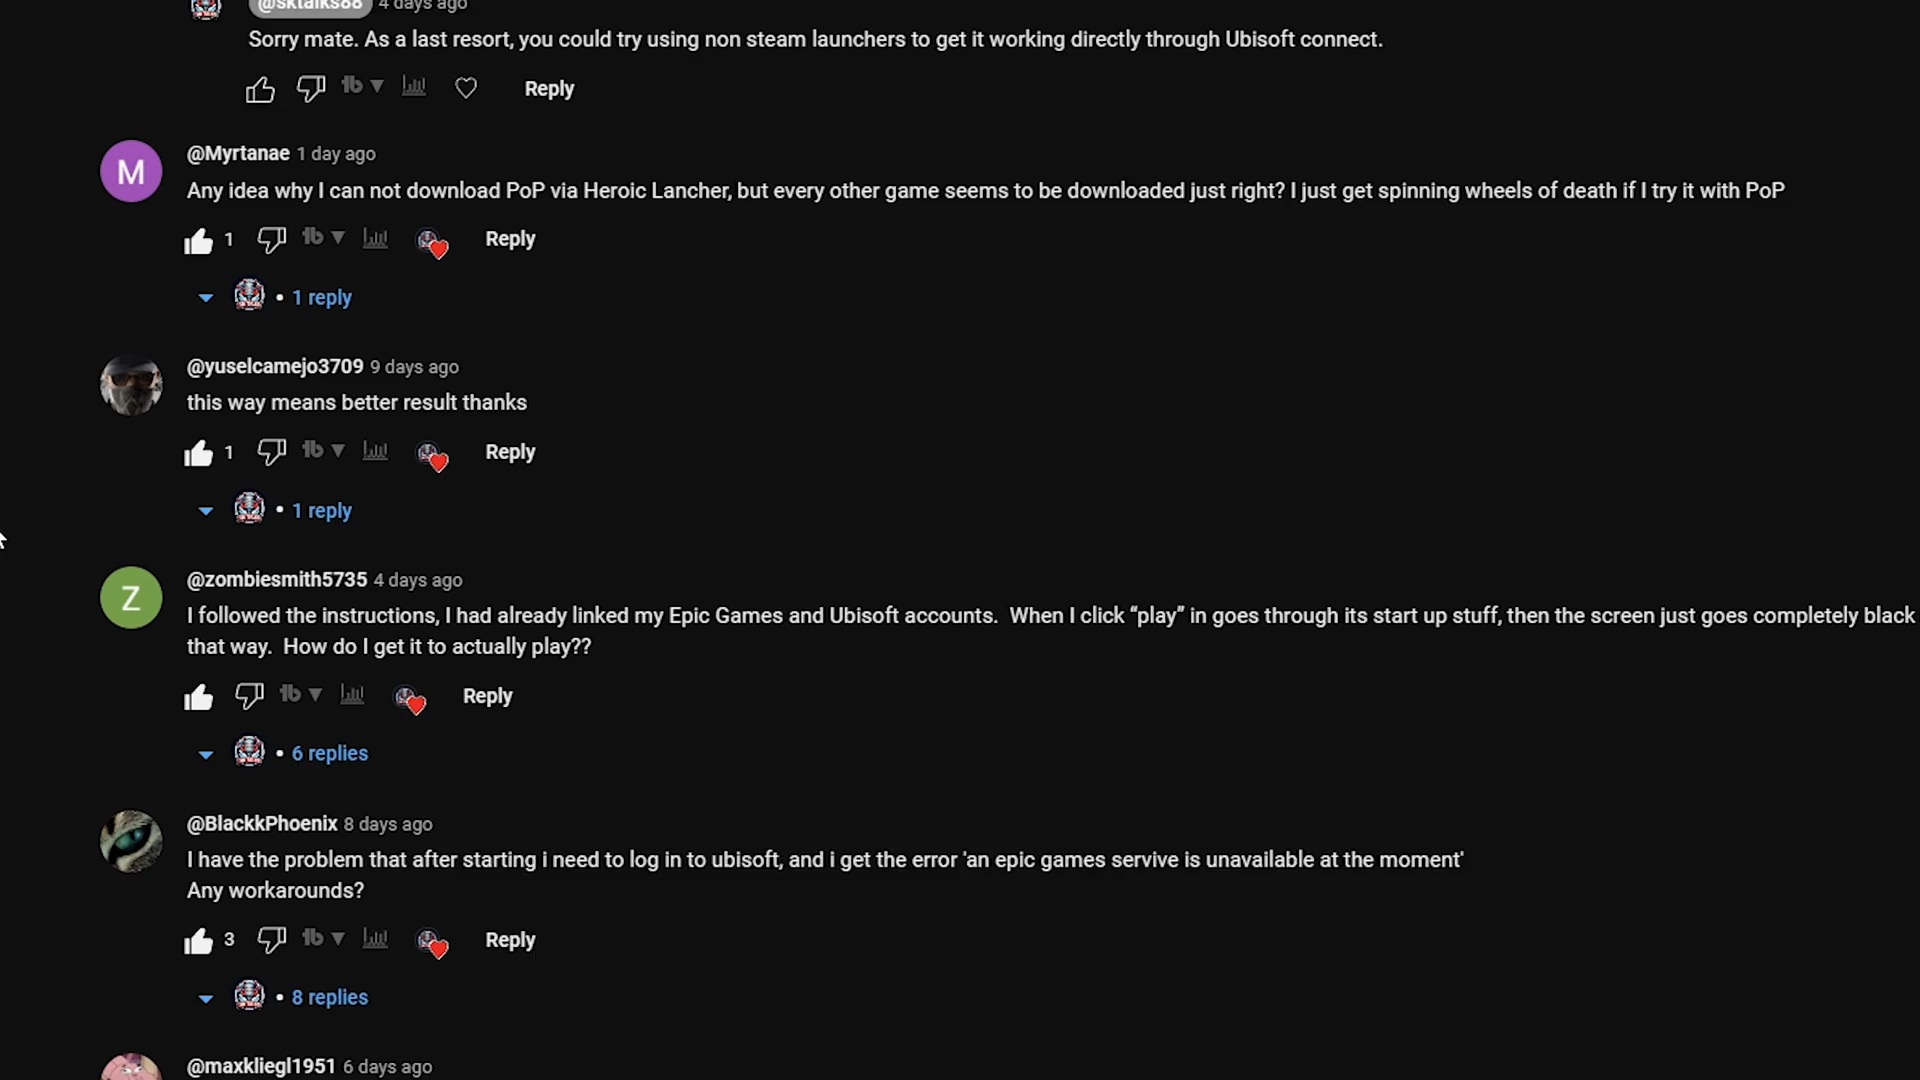 @sktalks88 4 days ago
Sorry mate. As a last resort, you could try using non steam launchers to get it working directly through Ubisoft connect.
Reply
M
@Myrtanae 1 day ago
Any idea why I can not download PoP via Heroic Lancher, but every other game seems to be downloaded just right? I just get spinning wheels of death if I try it with PoP
1 Reply
• 1 reply
@yuselcamejo3709 9 days ago
this way means better result thanks
1 Reply
• 1 reply
Z
@zombiesmith5735 4 days ago
I followed the instructions, I had already linked my Epic Games and Ubisoft accounts.  When I click “play” in goes through its start up stuff, then the screen just goes completely black
that way.  How do I get it to actually play??
Reply
• 6 replies
@BlackkPhoenix 8 days ago
I have the problem that after starting i need to log in to ubisoft, and i get the error 'an epic games servive is unavailable at the moment'
Any workarounds?
3 Reply
• 8 replies
@maxkliegl1951 6 days ago